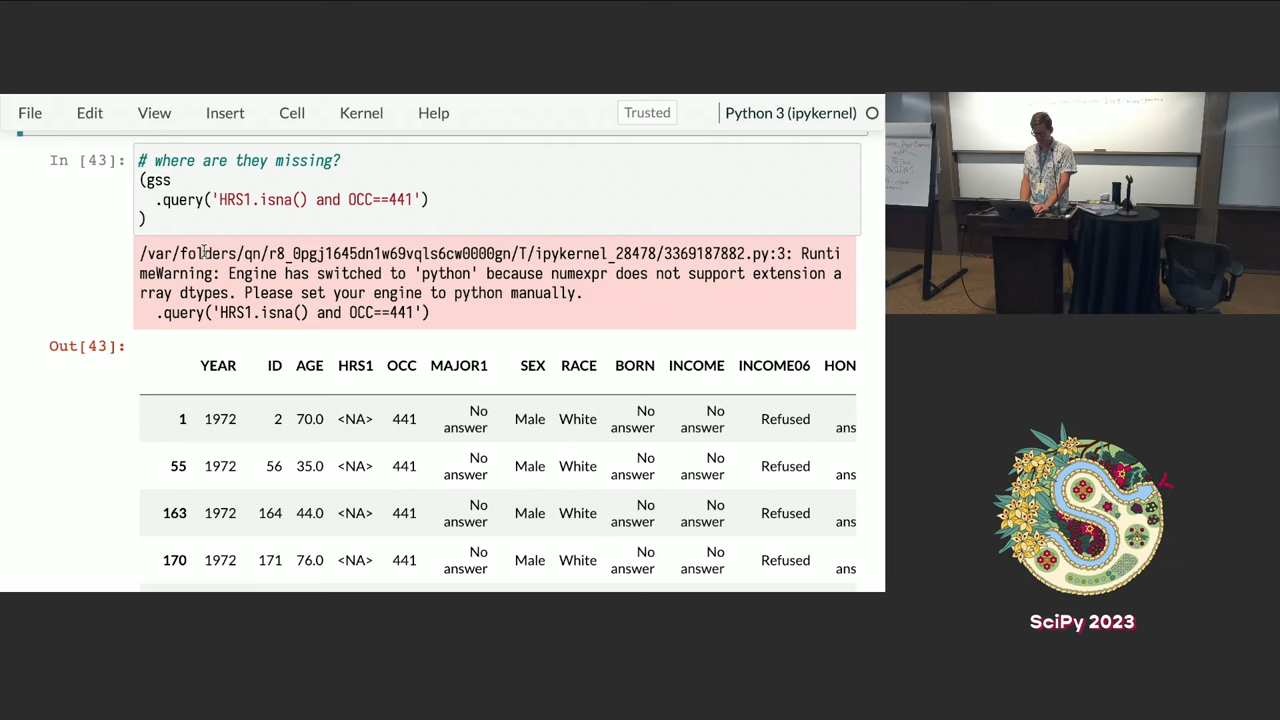 File Edit View Insert Cell Kernel Help Trusted Python 3 (ipykernel)
In [43]: # where are they missing?
(gss
.query('HRS1.isna() and OCC==441')
)
/var/folders/qn/r8_0pgj1645dn1w69vqls6cw0000gn/T/ipykernel_28478/3369187882.py:3: Runti
meWarning: Engine has switched to 'python' because numexpr does not support extension a
rray dtypes. Please set your engine to python manually.
.query('HRS1.isna() and OCC==441')
Out[43]:
YEAR ID AGE HRS1 OCC MAJOR1 SEX RACE BORN INCOME INCOME06 HON
1 1972 2 70.0 <NA> 441 No answer Male White No answer No answer Refused ans
55 1972 56 35.0 <NA> 441 No answer Male White No answer No answer Refused ans
163 1972 164 44.0 <NA> 441 No answer Male White No answer No answer Refused ans
170 1972 171 76.0 <NA> 441 No answer Male White No answer No answer Refused ans
SciPy 2023